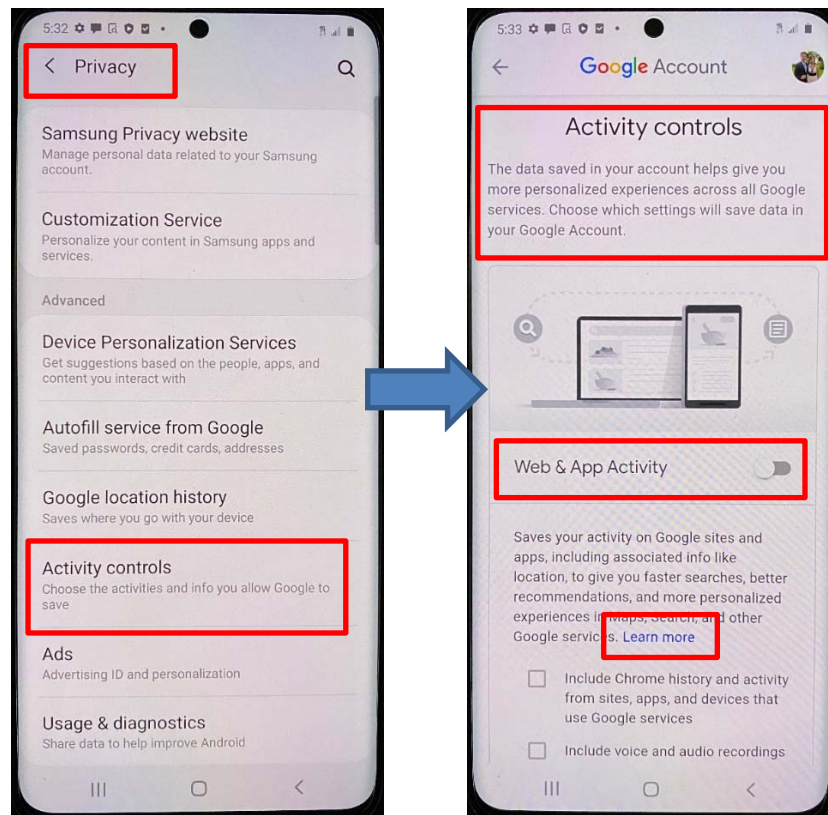 5:32
Privacy
Samsung Privacy website
Manage personal data related to your Samsung
account.
Customization Service
Personalize your content in Samsung apps and
services.
Advanced
Device Personalization Services
Get suggestions based on the people, apps, and
content you interact with
Autofill service from Google
Saved passwords, credit cards, addresses
Google location history
Saves where you go with your device
Activity controls
Choose the activities and info you allow Google to
save
Ads
Advertising ID and personalization
Usage & diagnostics
Share data to help improve Android
5:33
Google Account
Activity controls
The data saved in your account helps give you
more personalized experiences across all Google
services. Choose which settings will save data in
your Google Account.
Web & App Activity
Saves your activity on Google sites and
apps, including associated info like
location, to give you faster searches, better
recommendations, and more personalized
experiences in Maps, Search, and other
Google services. Learn more
Include Chrome history and activity
from sites, apps, and devices that
use Google services
Include voice and audio recordings